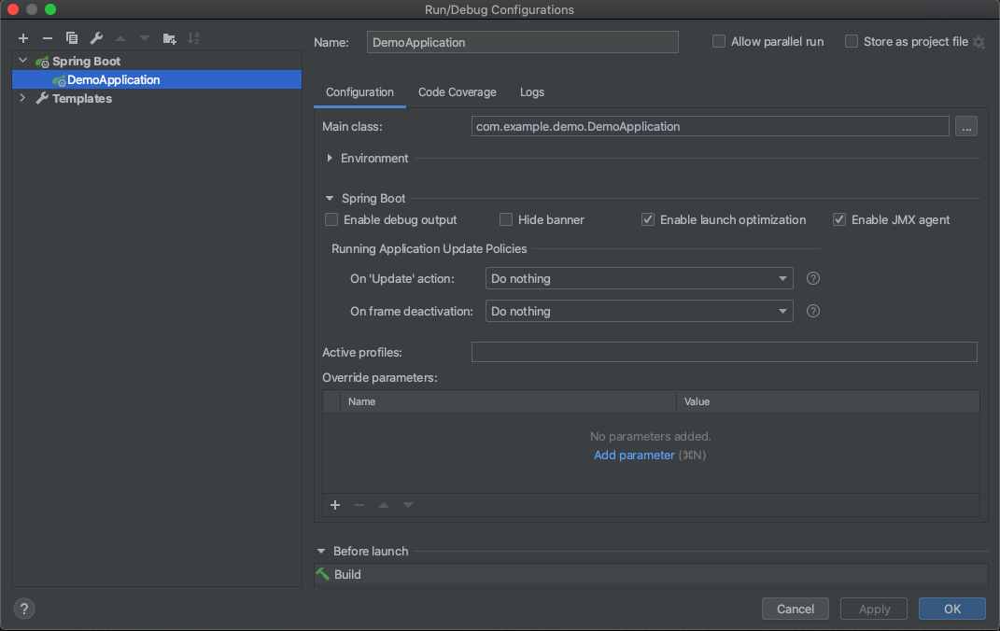 Run/Debug Configurations
Spring Boot
DemoApplication
Templates
Name: DemoApplication
Allow parallel run
Store as project file
Configuration Code Coverage Logs
Main class: com.example.demo.DemoApplication ...
Environment
Spring Boot
Enable debug output Hide banner Enable launch optimization Enable JMX agent
Running Application Update Policies
On 'Update' action: Do nothing ?
On frame deactivation: Do nothing ?
Active profiles:
Override parameters:
Name Value
No parameters added.
Add parameter (⌘N)
Before launch
Build
? Cancel Apply OK